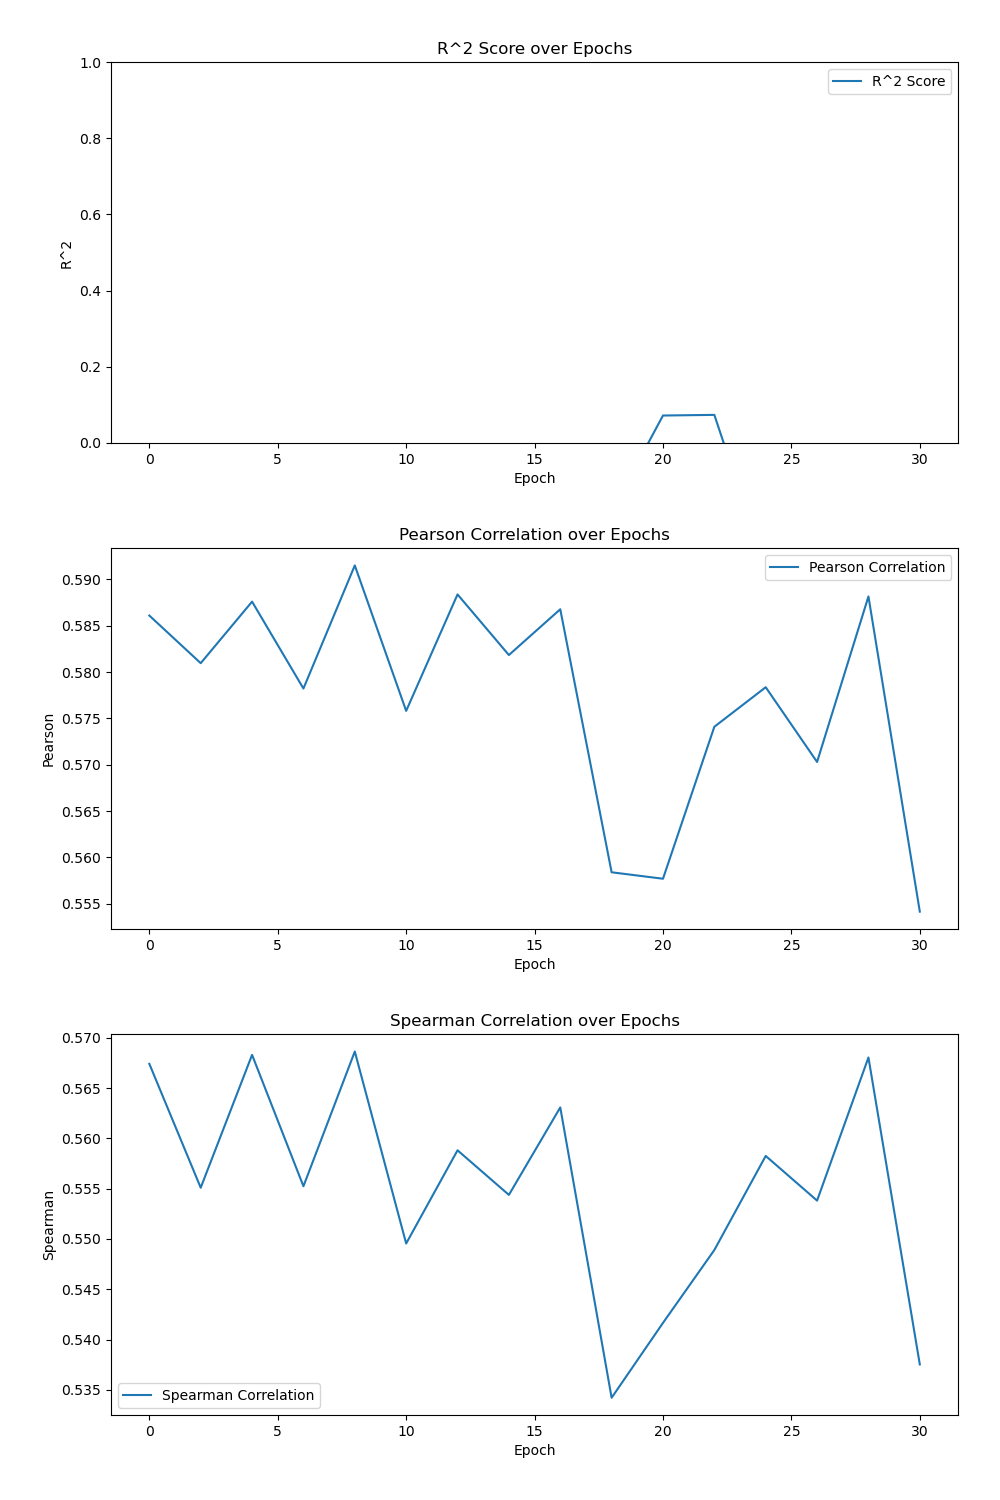 R^2 Score over Epochs
1.0
R^2 Score
0.8
0.6
R^2
0.4
0.2
0.0
0 5 10 15 20 25 30
Epoch
Pearson Correlation over Epochs
Pearson Correlation
0.590
0.585
0.580
0.575
Pearson
0.570
0.565
0.560
0.555
0 5 10 15 20 25 30
Epoch
Spearman Correlation over Epochs
0.570
0.565
0.560
0.555
Spearman
0.550
0.545
0.540
0.535
Spearman Correlation
0 5 10 15 20 25 30
Epoch